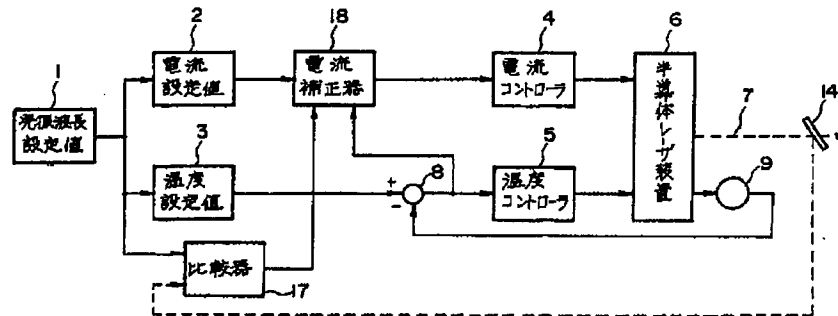 1
発振波長
設定値
2
電流
設定値
18
電流
補正器
4
電流
コントローラ
6
半導体レーザ装置
7
14
3
温度
設定値
+
-
8
5
温度
コントローラ
9
比較器
17